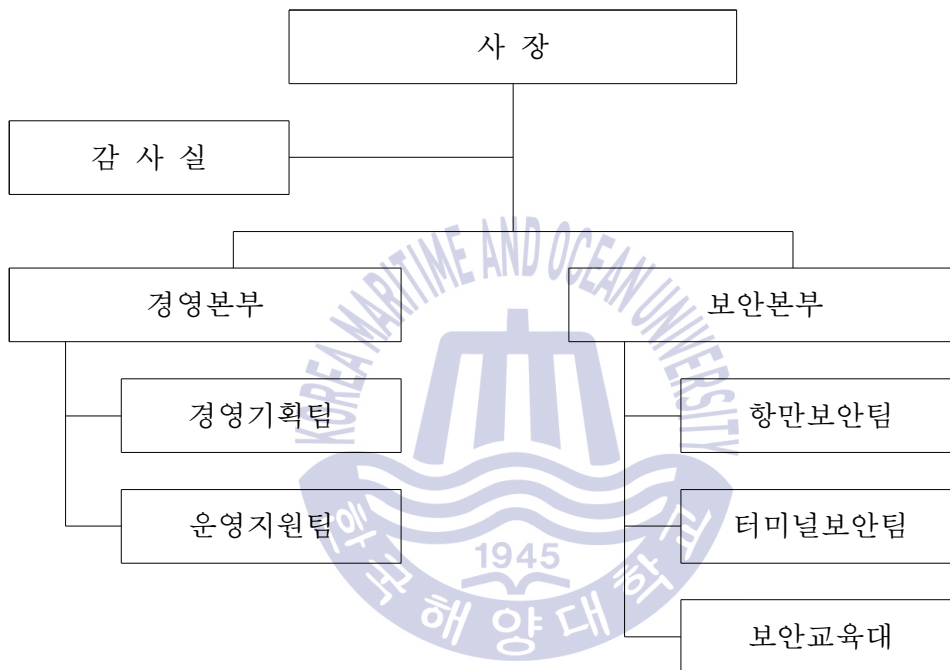 사 장
감 사 실
경영본부
보안본부
경영기획팀
항만보안팀
운영지원팀
터미널보안팀
보안교육대
KOREA MARITIME AND OCEAN UNIVERSITY
1945
한국해양대학교